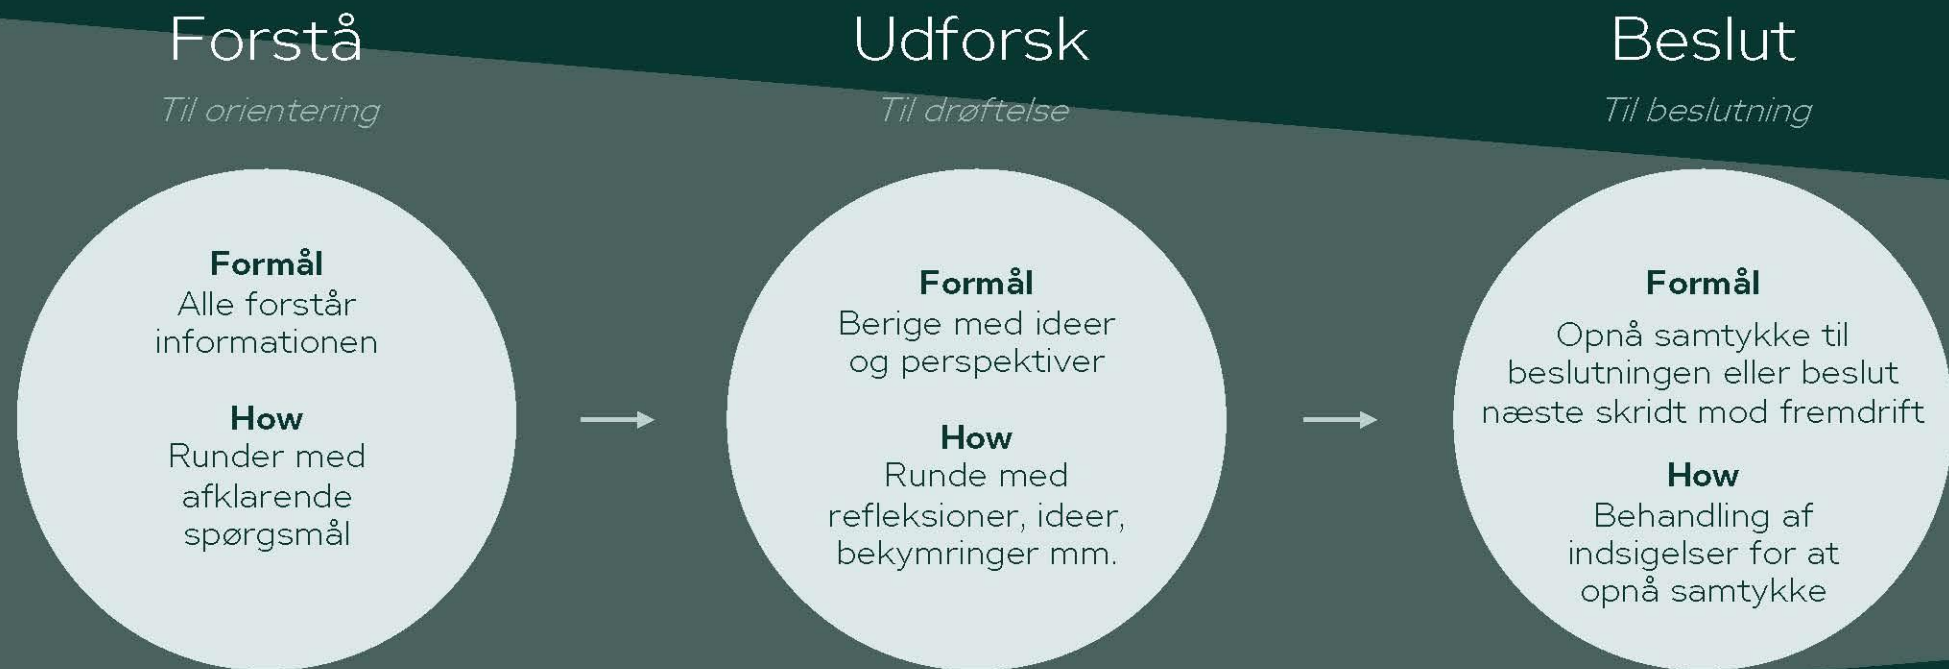 Forstå
Til orientering
Formål
Alle forstår
informationen
How
Runder med
afklarende
spørgsmål
Udforsk
Til drøftelse
Formål
Berige med ideer
og perspektiver
How
Runde med
refleksioner, ideer,
bekymringer mm.
Beslut
Til beslutning
Formål
Opnå samtykke til
beslutningen eller beslut
næste skridt mod fremdrift
How
Behandling af
indsigelser for at
opnå samtykke